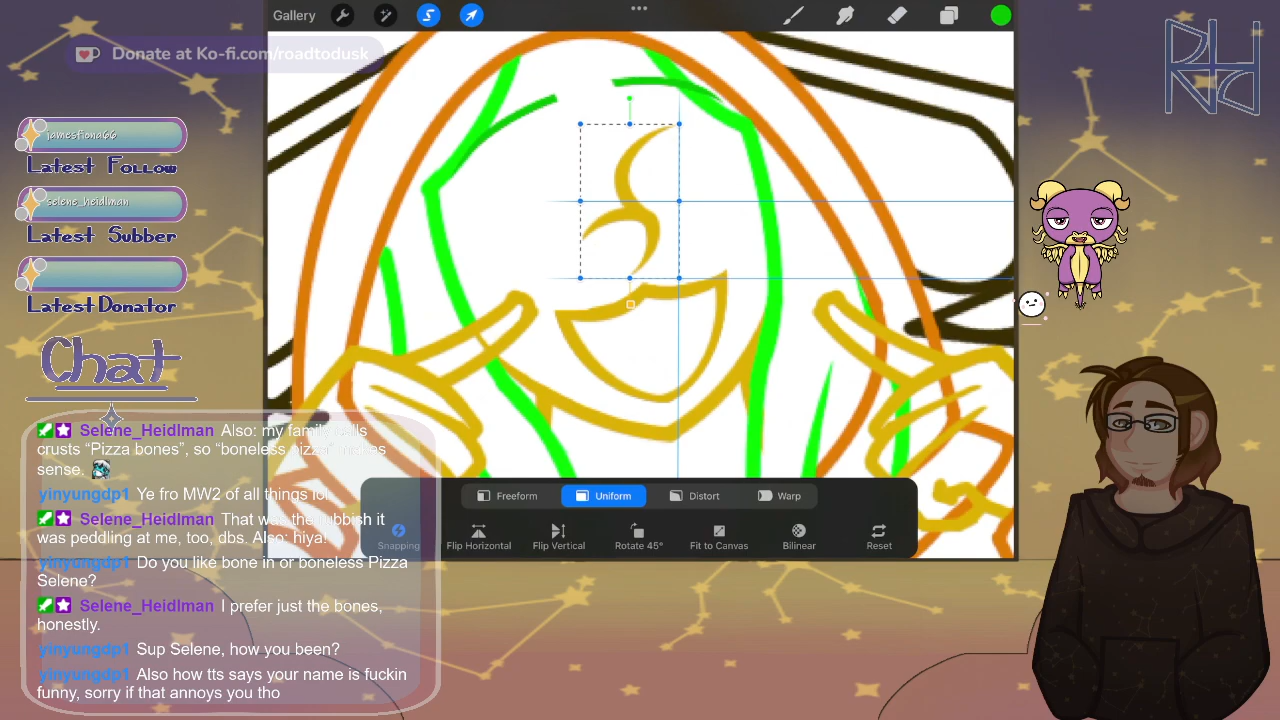 Gallery
Donate at Ko-fi.com/roadtodusk
jamesfiona66
Latest Follow
selene_heidlman
Latest Subber
Latest Donator
Chat
Selene_Heidlman Also: my family calls
crusts “Pizza bones”, so “boneless pizza” makes
sense.
yinyungdp1 Ye fro MW2 of all things lol
Selene_Heidlman That was the rubbish it
was peddling at me, too, dbs. Also: hiya!
yinyungdp1 Do you like bone in or boneless Pizza
Selene?
Selene_Heidlman I prefer just the bones,
honestly.
yinyungdp1 Sup Selene, how you been?
yinyungdp1 Also how tts says your name is fuckin
funny, sorry if that annoys you tho
Freeform Uniform Distort Warp
Snapping Flip Horizontal Flip Vertical Rotate 45° Fit to Canvas Bilinear Reset